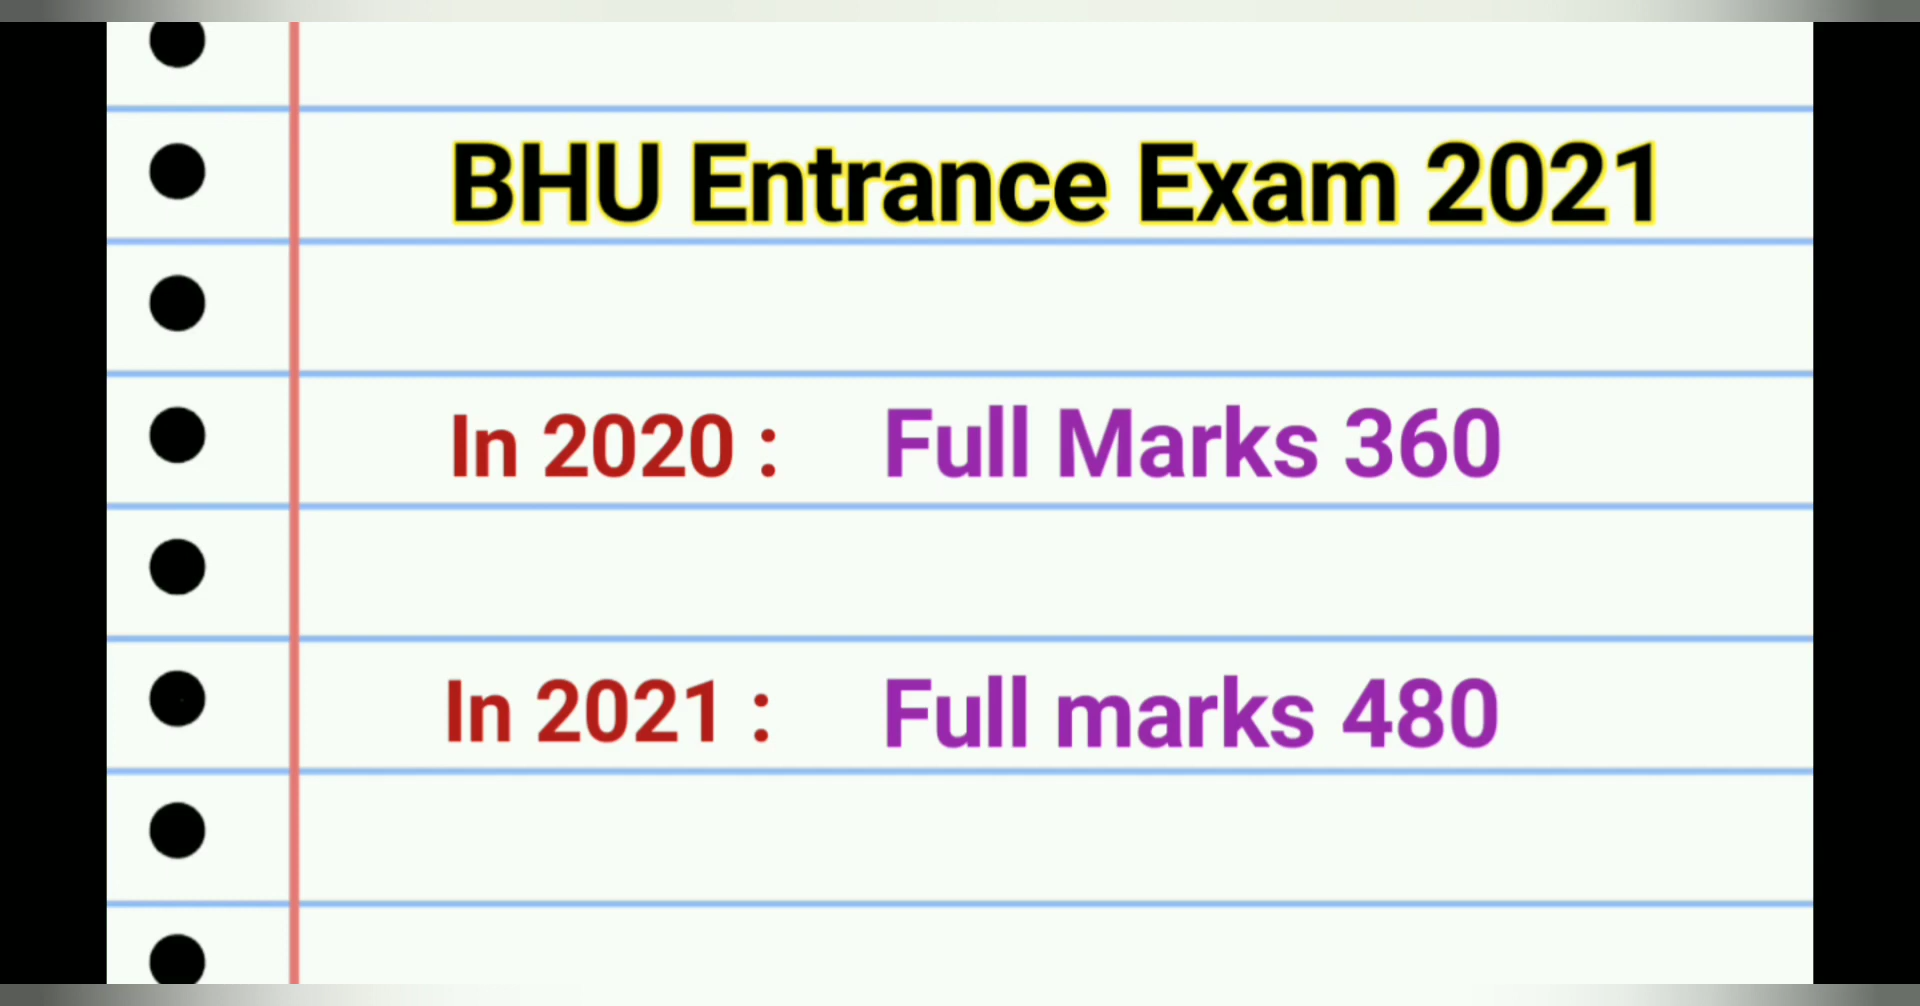 BHU Entrance Exam 2021
In 2020 : Full Marks 360
In 2021 : Full marks 480